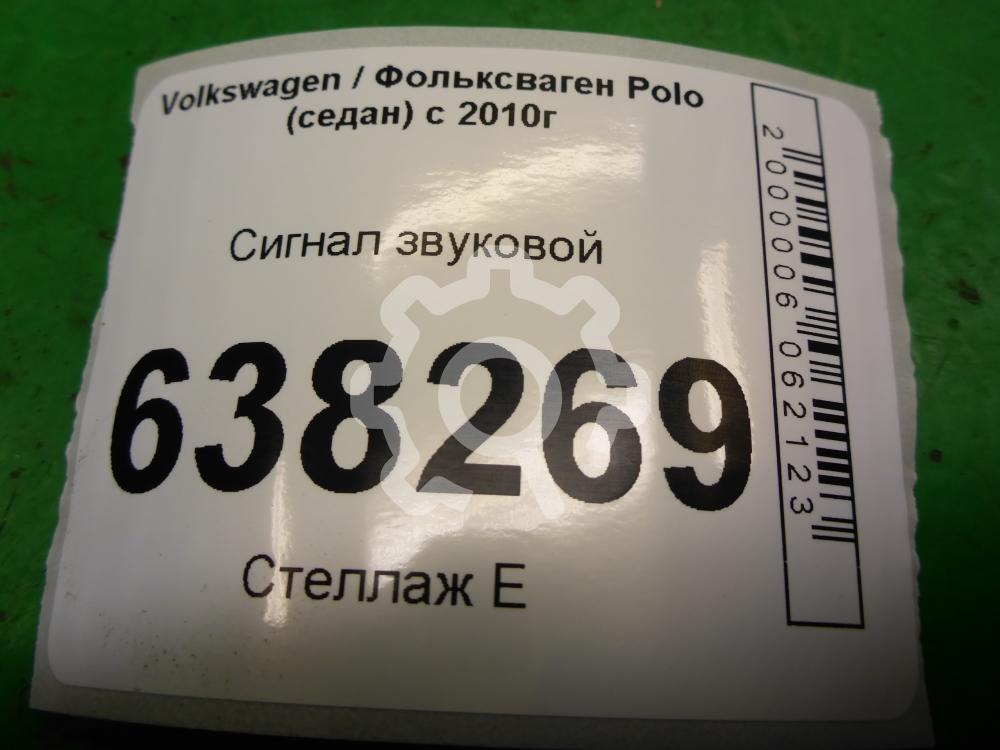 Volkswagen / Фольксваген Polo
(седан) с 2010г
Сигнал звуковой
638269
Стеллаж Е
2000006062123